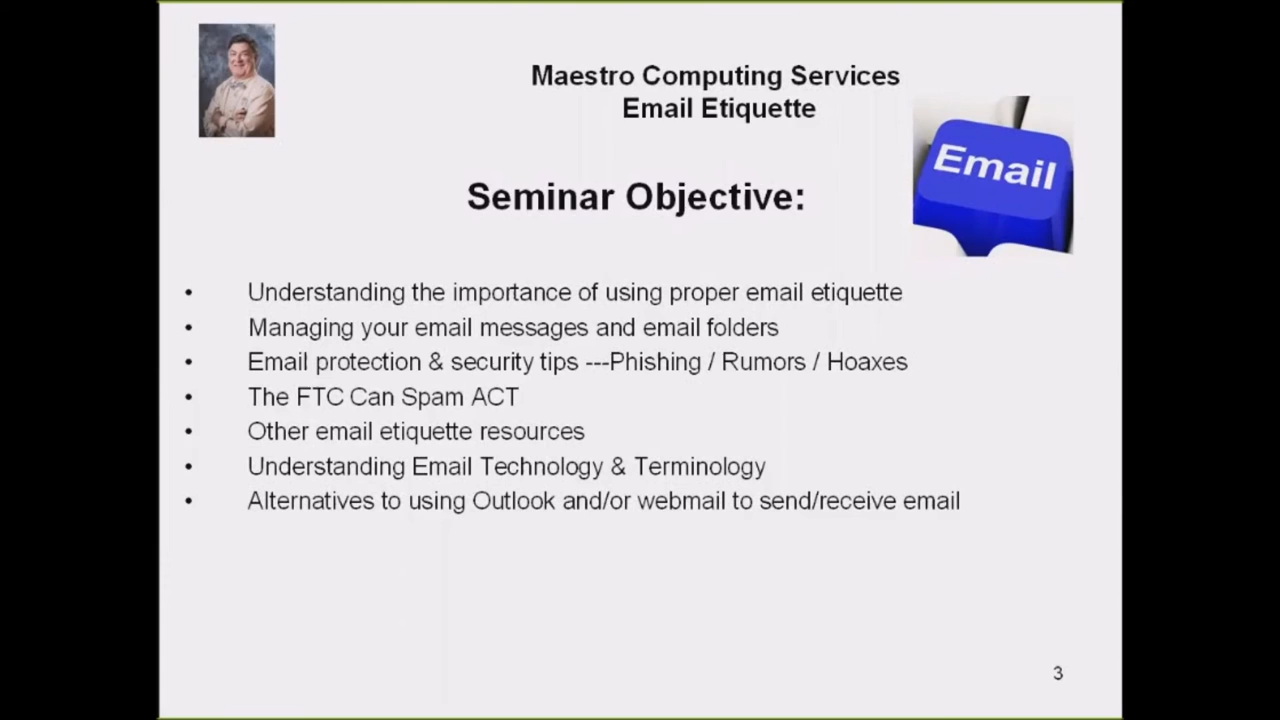 Maestro Computing Services
Email Etiquette
Email
Seminar Objective:
• Understanding the importance of using proper email etiquette
• Managing your email messages and email folders
• Email protection & security tips ---Phishing / Rumors / Hoaxes
• The FTC Can Spam ACT
• Other email etiquette resources
• Understanding Email Technology & Terminology
• Alternatives to using Outlook and/or webmail to send/receive email
3